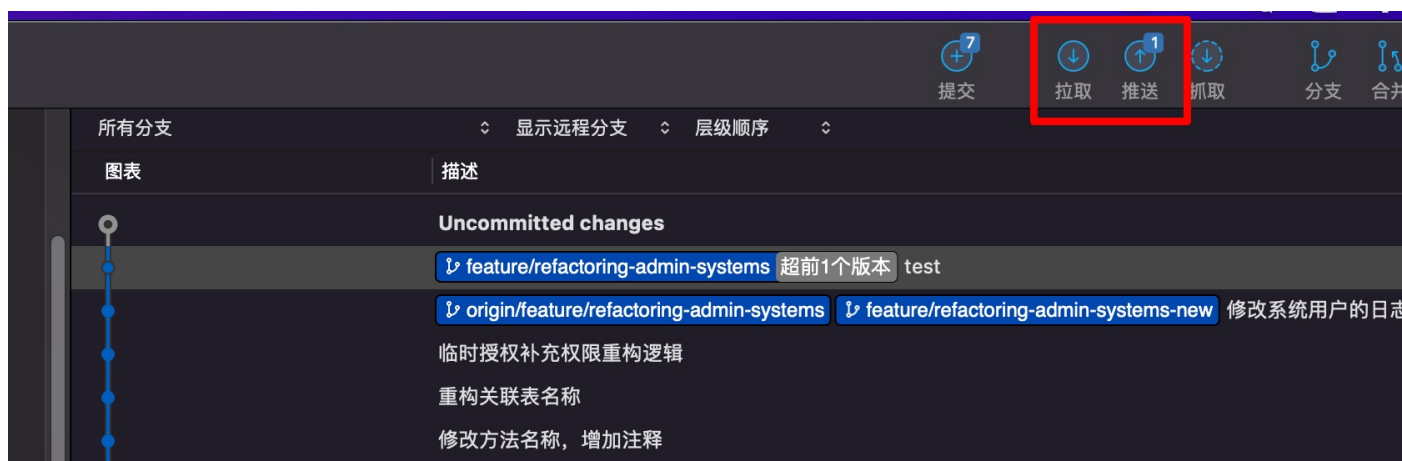 7 1
提交 拉取 推送 抓取 分支 合并
所有分支 显示远程分支 层级顺序
图表 描述
Uncommitted changes
feature/refactoring-admin-systems 超前1个版本 test
origin/feature/refactoring-admin-systems feature/refactoring-admin-systems-new 修改系统用户的日志
临时授权补充权限重构逻辑
重构关联表名称
修改方法名称，增加注释